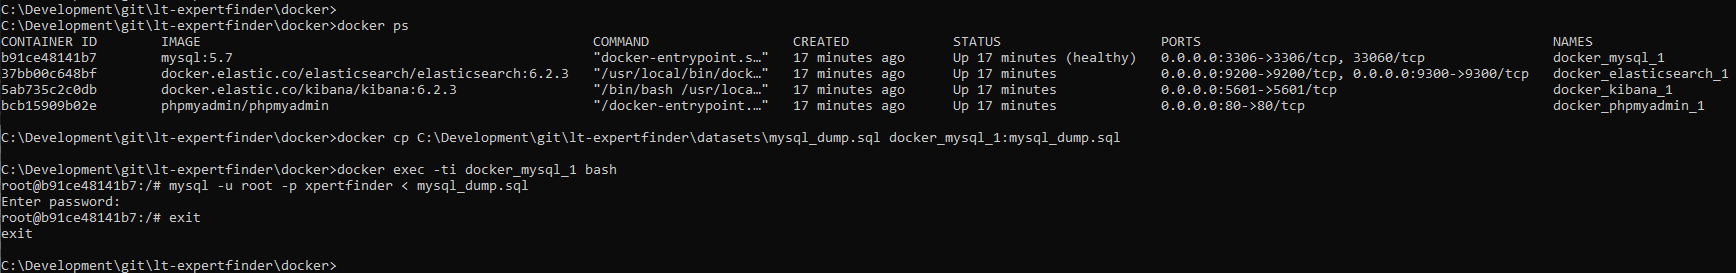 C:\Development\git\lt-expertfinder\docker>
C:\Development\git\lt-expertfinder\docker>docker ps
CONTAINER ID        IMAGE                                                 COMMAND                  CREATED             STATUS                    PORTS                                            NAMES
b91ce48141b7        mysql:5.7                                             "docker-entrypoint.s…"   17 minutes ago      Up 17 minutes (healthy)   0.0.0.0:3306->3306/tcp, 33060/tcp                docker_mysql_1
37bb00c648bf        docker.elastic.co/elasticsearch/elasticsearch:6.2.3   "/usr/local/bin/dock…"   17 minutes ago      Up 17 minutes             0.0.0.0:9200->9200/tcp, 0.0.0.0:9300->9300/tcp   docker_elasticsearch_1
5ab735c2c0db        docker.elastic.co/kibana/kibana:6.2.3                 "/bin/bash /usr/loca…"   17 minutes ago      Up 17 minutes             0.0.0.0:5601->5601/tcp                           docker_kibana_1
bcb15909b02e        phpmyadmin/phpmyadmin                                 "/docker-entrypoint.…"   17 minutes ago      Up 17 minutes             0.0.0.0:80->80/tcp                               docker_phpmyadmin_1
C:\Development\git\lt-expertfinder\docker>docker cp C:\Development\git\lt-expertfinder\datasets\mysql_dump.sql docker_mysql_1:mysql_dump.sql
C:\Development\git\lt-expertfinder\docker>docker exec -ti docker_mysql_1 bash
root@b91ce48141b7:/# mysql -u root -p xpertfinder < mysql_dump.sql
Enter password:
root@b91ce48141b7:/# exit
exit
C:\Development\git\lt-expertfinder\docker>